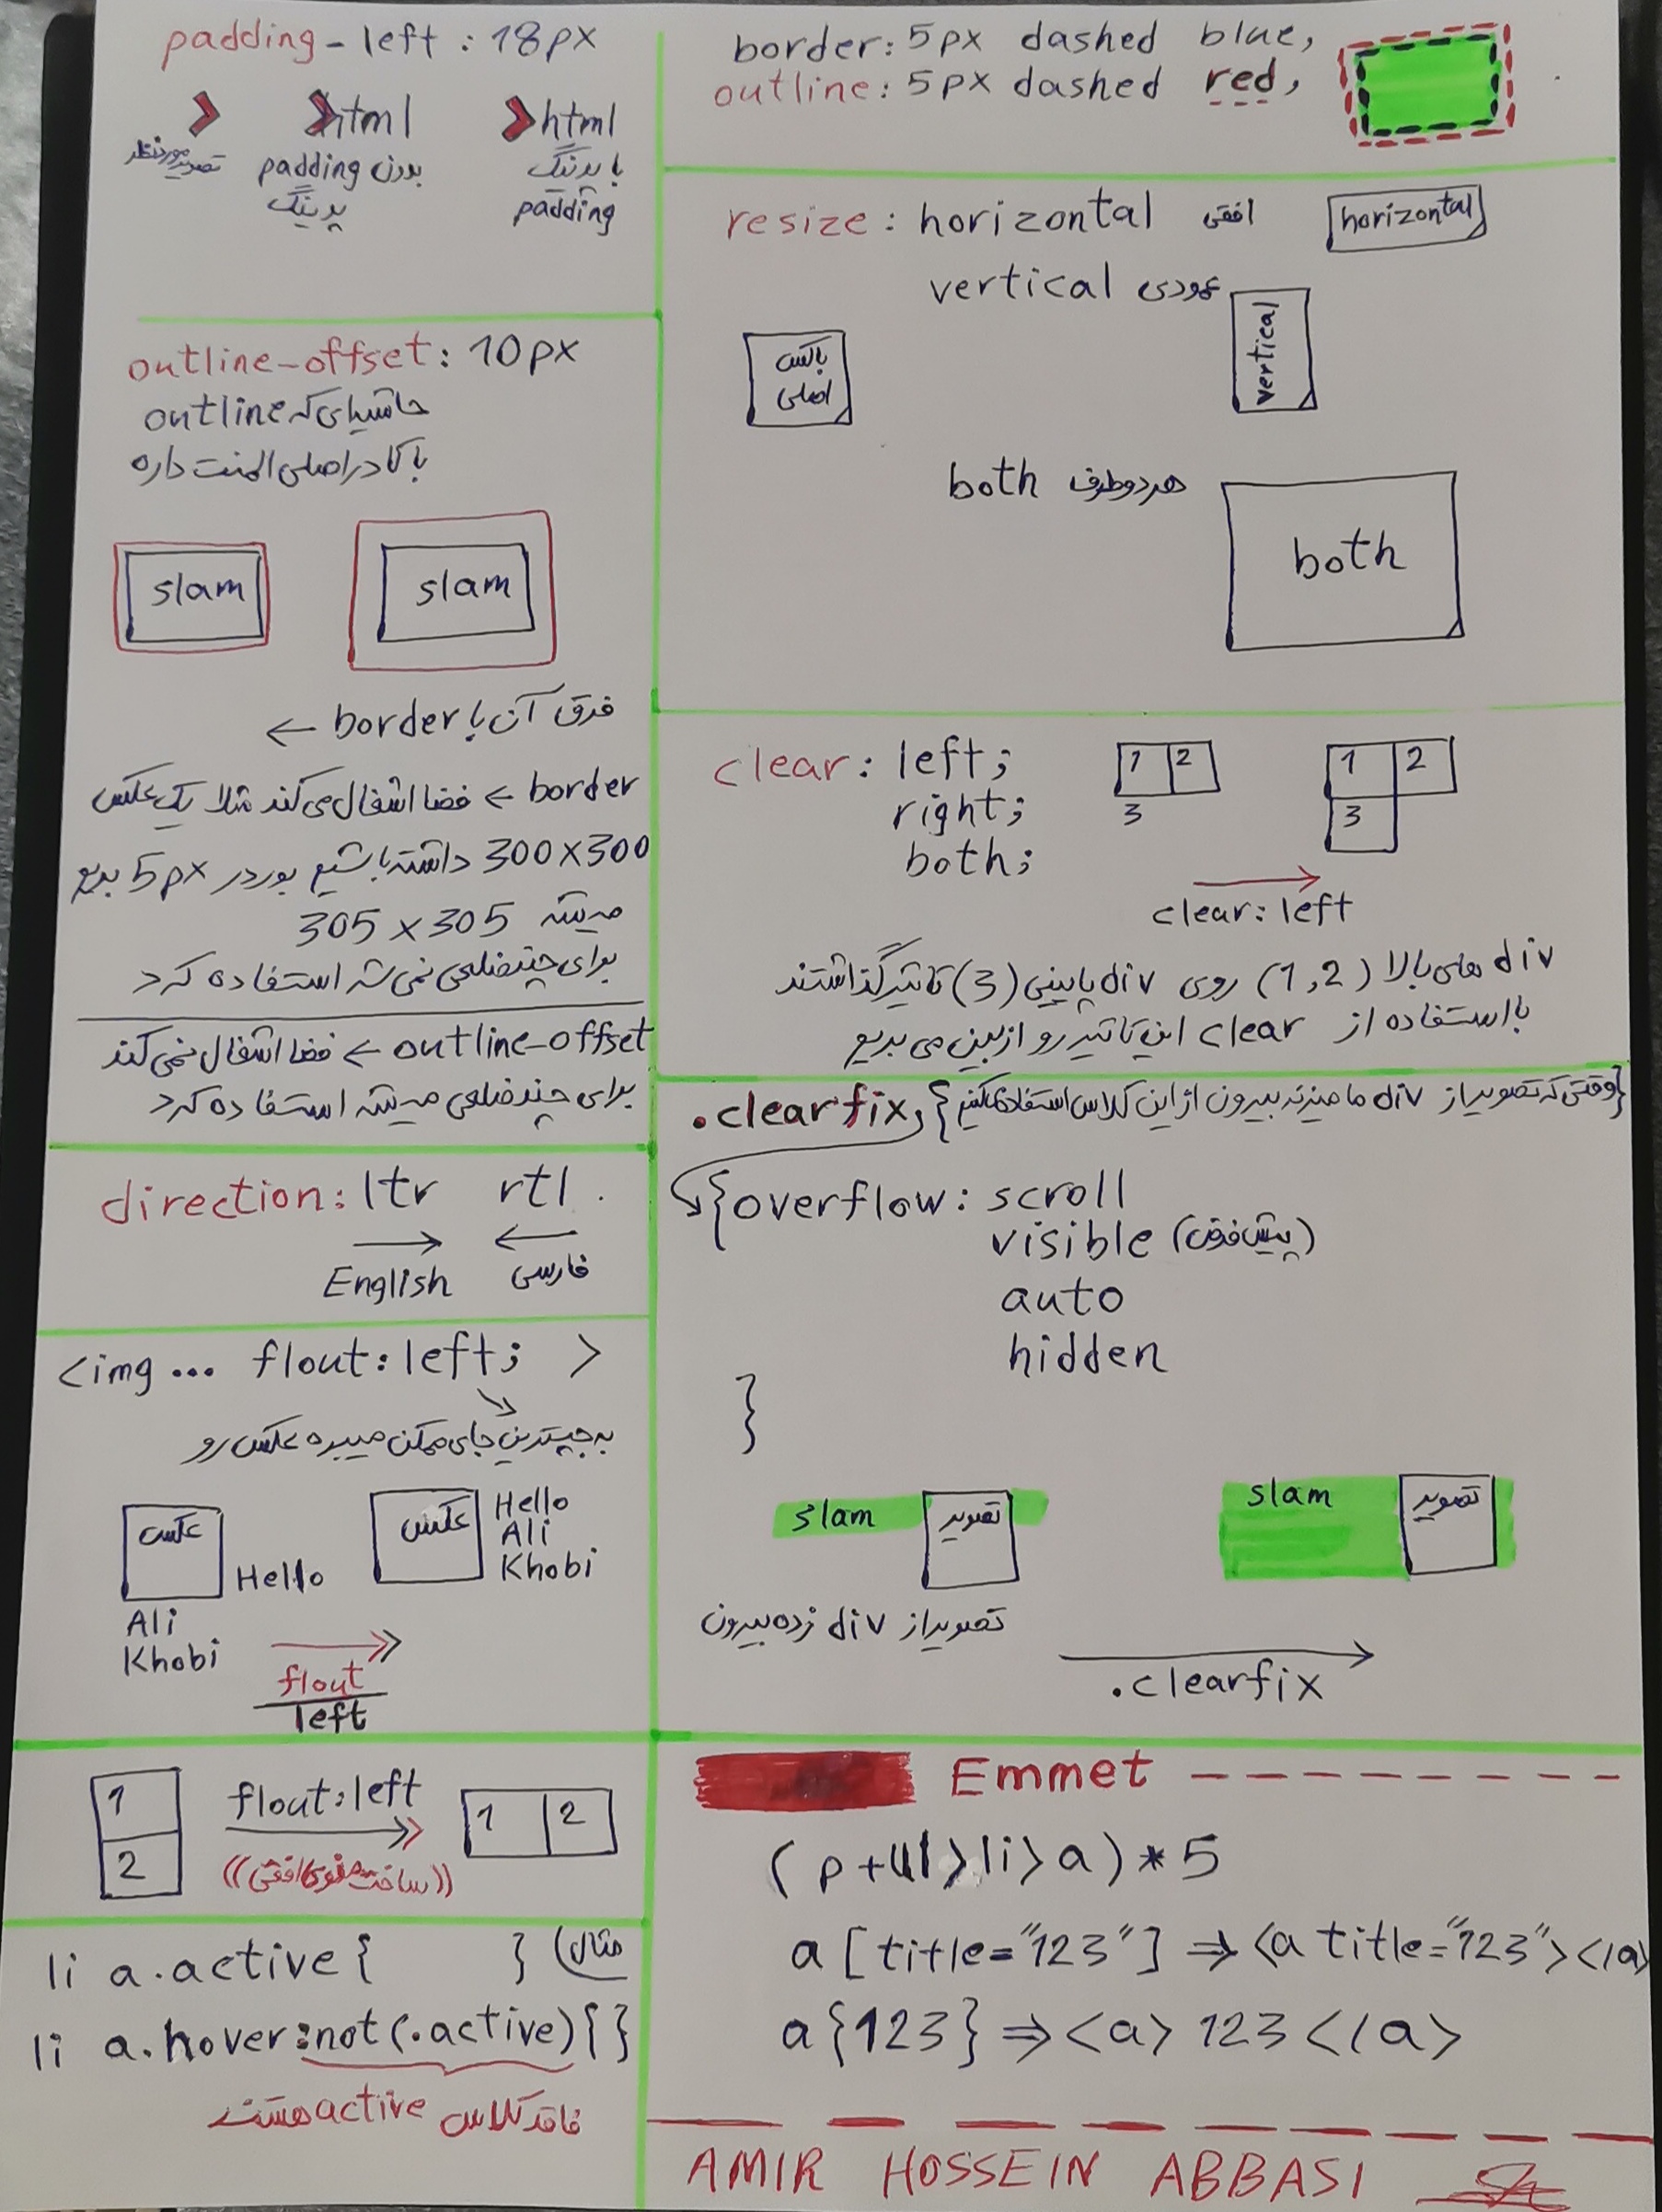 padding-left : 18px
html html
تصویر موردنظر
padding بدون
پدینگ
با پدینگ
padding
outline-offset: 10px
حاشیه‌ای که outline
با کادر اصلی المنت داره
slam
slam
فرق آن با border ←
border ← فضا اشغال می‌کند مثلا یک عکس
300x300 داشته باشیم بوردر 5px بدیم
میشه 305 x 305
برای چندضلعی نمی‌شه استفاده کرد
outline-offset ← فضا اشغال نمی‌کند
برای چندضلعی میشه استفاده کرد
direction: ltr rtl .
English فارسی
<img ... flout: left; >
به چپ‌ترین جای ممکن میبره عکس رو
عکس
Hello
Ali
Khobi
عکس
Hello
Ali
Khobi
flout
left
1
2
flout:left
((ساخت منوی افقی))
1 2
li a.active{ } (مثال
li a.hover:not(.active){}
فاقد کلاس active هستند
border: 5px dashed blue,
outline: 5px dashed red,
resize: horizontal افقی
horizontal
vertical عمودی
vertical
باکس
اصلی
both هر دو طرف
both
clear: left;
right;
both;
1 2
3
1 2
3
clear: left
div های بالا (1,2) روی div پایینی (3) تاثیر گذاشتند
با استفاده از clear این تاثیر رو از بین می بریم
.clearfix, {وقتی که تصویر از div ما میزنه بیرون از این کلاس استفاده میکنیم}
{overflow: scroll
visible (پیش فرض)
auto
hidden
}
slam تصویر
slam تصویر
تصویر از div زده بیرون
.clearfix
Emmet
(p+ul>li>a)*5
a[title="123"] ⇒ <a title="123"></a>
a{123} ⇒ <a> 123 </a>
AMIR HOSSEIN ABBASI